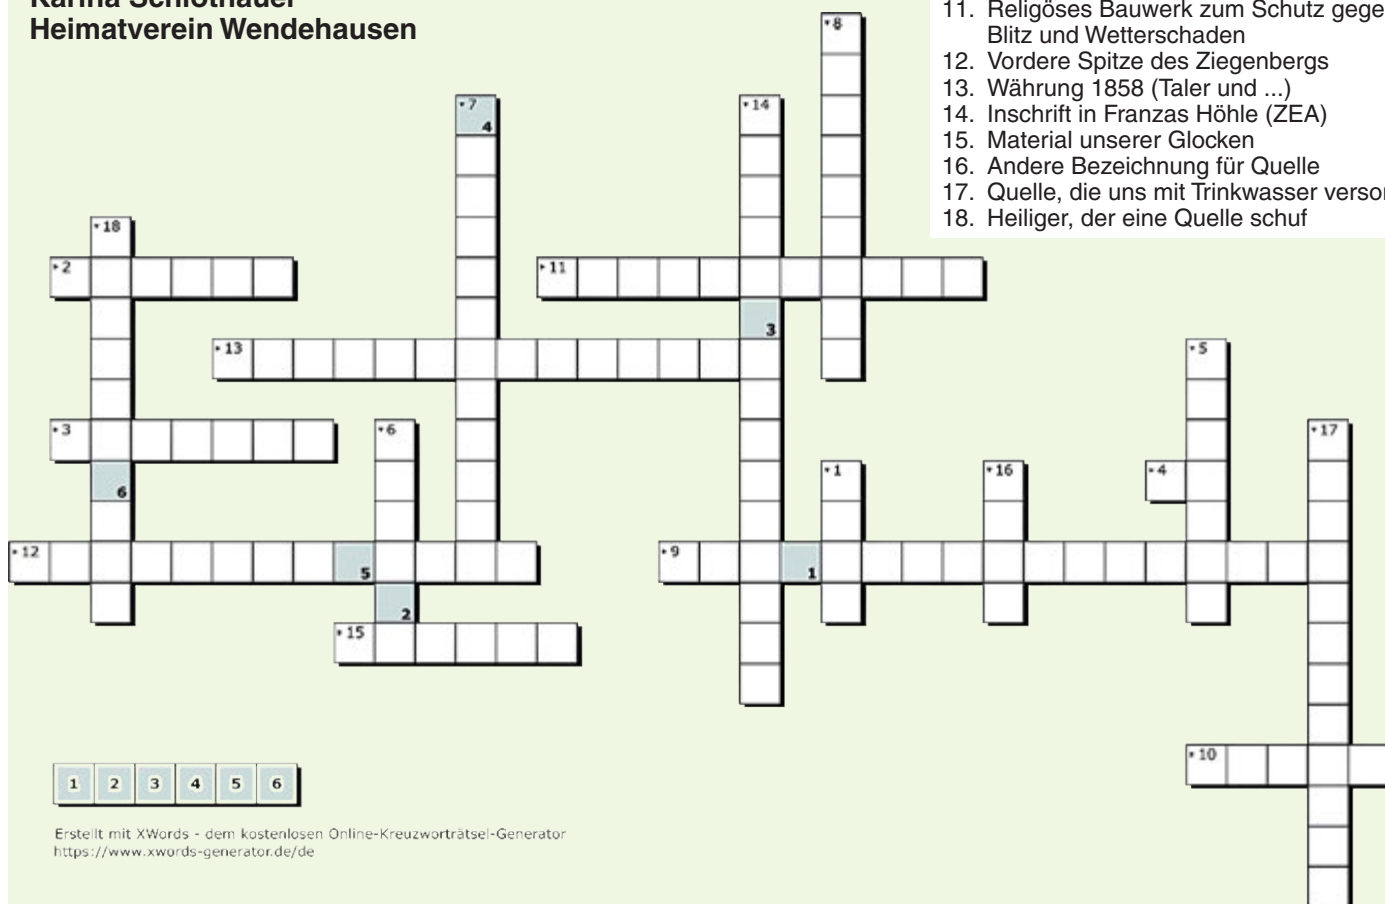 Karina Schlothauer
Heimatverein Wendehausen
11. Religöses Bauwerk zum Schutz gege
Blitz und Wetterschaden
12. Vordere Spitze des Ziegenbergs
13. Währung 1858 (Taler und ...)
14. Inschrift in Franzas Höhle (ZEA)
15. Material unserer Glocken
16. Andere Bezeichnung für Quelle
17. Quelle, die uns mit Trinkwasser verso
18. Heiliger, der eine Quelle schuf
8
7
4
14
18
2
11
3
13
5
3
6
17
1
16
4
6
12
5
9
1
2
15
10
1 2 3 4 5 6
Erstellt mit XWords - dem kostenlosen Online-Kreuzworträtsel-Generator
https://www.xwords-generator.de/de